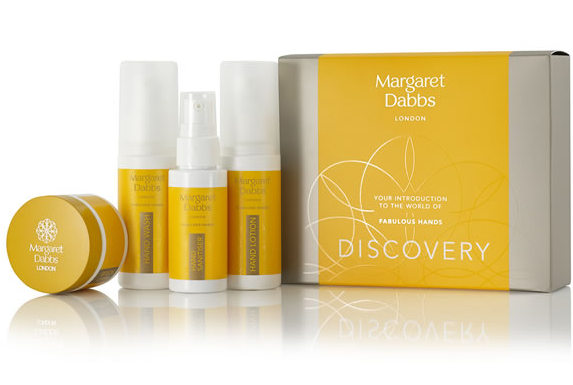 Margaret
Dabbs
LONDON
Margaret
Dabbs
HAND WASH
Margaret
Dabbs
HAND
SANITISER
Margaret
Dabbs
HAND LOTION
Margaret
Dabbs
LONDON
YOUR INTRODUCTION
TO THE WORLD OF
FABULOUS HANDS
DISCOVERY